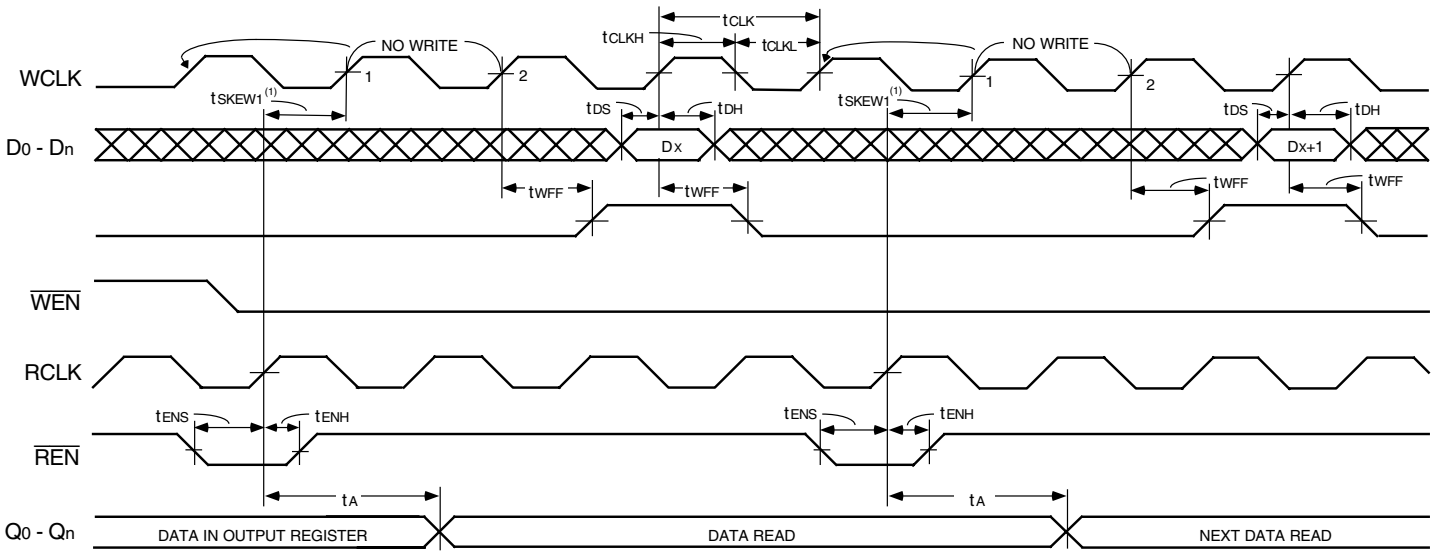 tCLK
tCLKH
tCLKL
NO WRITE
NO WRITE
WCLK
1
2
1
2
tSKEW1(1)
tDS
tDH
tSKEW1(1)
tDS
tDH
D0 - Dn
DX
DX+1
tWFF
tWFF
tWFF
tWFF
WEN
RCLK
tENS
tENH
tENS
tENH
REN
tA
tA
Q0 - Qn
DATA IN OUTPUT REGISTER
DATA READ
NEXT DATA READ